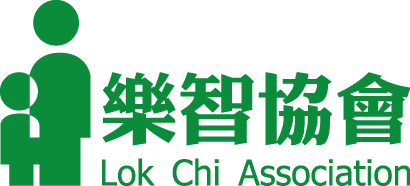 樂智協會
Lok Chi Association